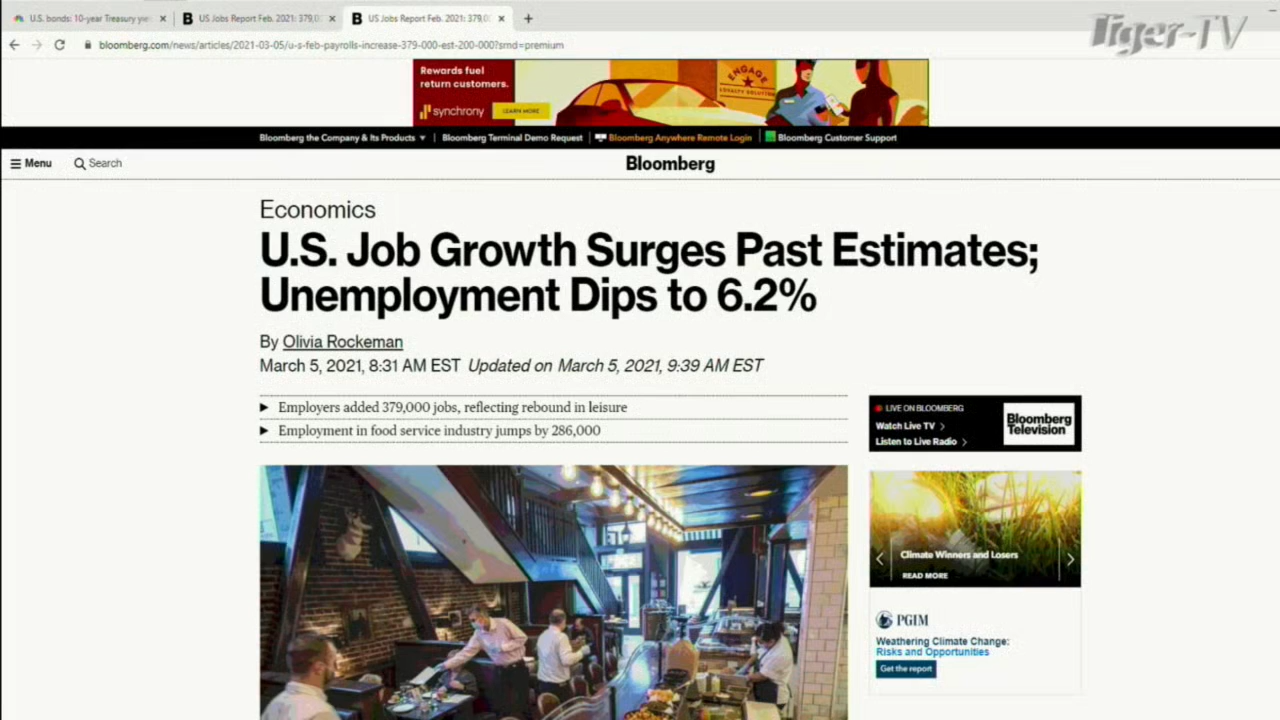 U.S. bonds: 10-year Treasury yie
US Jobs Report Feb. 2021: 379,0
US Jobs Report Feb. 2021: 379,0
Tiger-TV
bloomberg.com/news/articles/2021-03-05/u-s-feb-payrolls-increase-379-000-est-200-000?srnd=premium
Rewards fuel
return customers.
synchrony
LEARN MORE
ENGAGE
LOYALTY SOLUTION
Bloomberg the Company & Its Products
Bloomberg Terminal Demo Request
Bloomberg Anywhere Remote Login
Bloomberg Customer Support
Menu
Search
Bloomberg
Economics
U.S. Job Growth Surges Past Estimates;
Unemployment Dips to 6.2%
By Olivia Rockeman
March 5, 2021, 8:31 AM EST Updated on March 5, 2021, 9:39 AM EST
Employers added 379,000 jobs, reflecting rebound in leisure
Employment in food service industry jumps by 286,000
LIVE ON BLOOMBERG
Watch Live TV
Listen to Live Radio
Bloomberg
Television
Climate Winners and Losers
READ MORE
PGIM
Weathering Climate Change:
Risks and Opportunities
Get the report